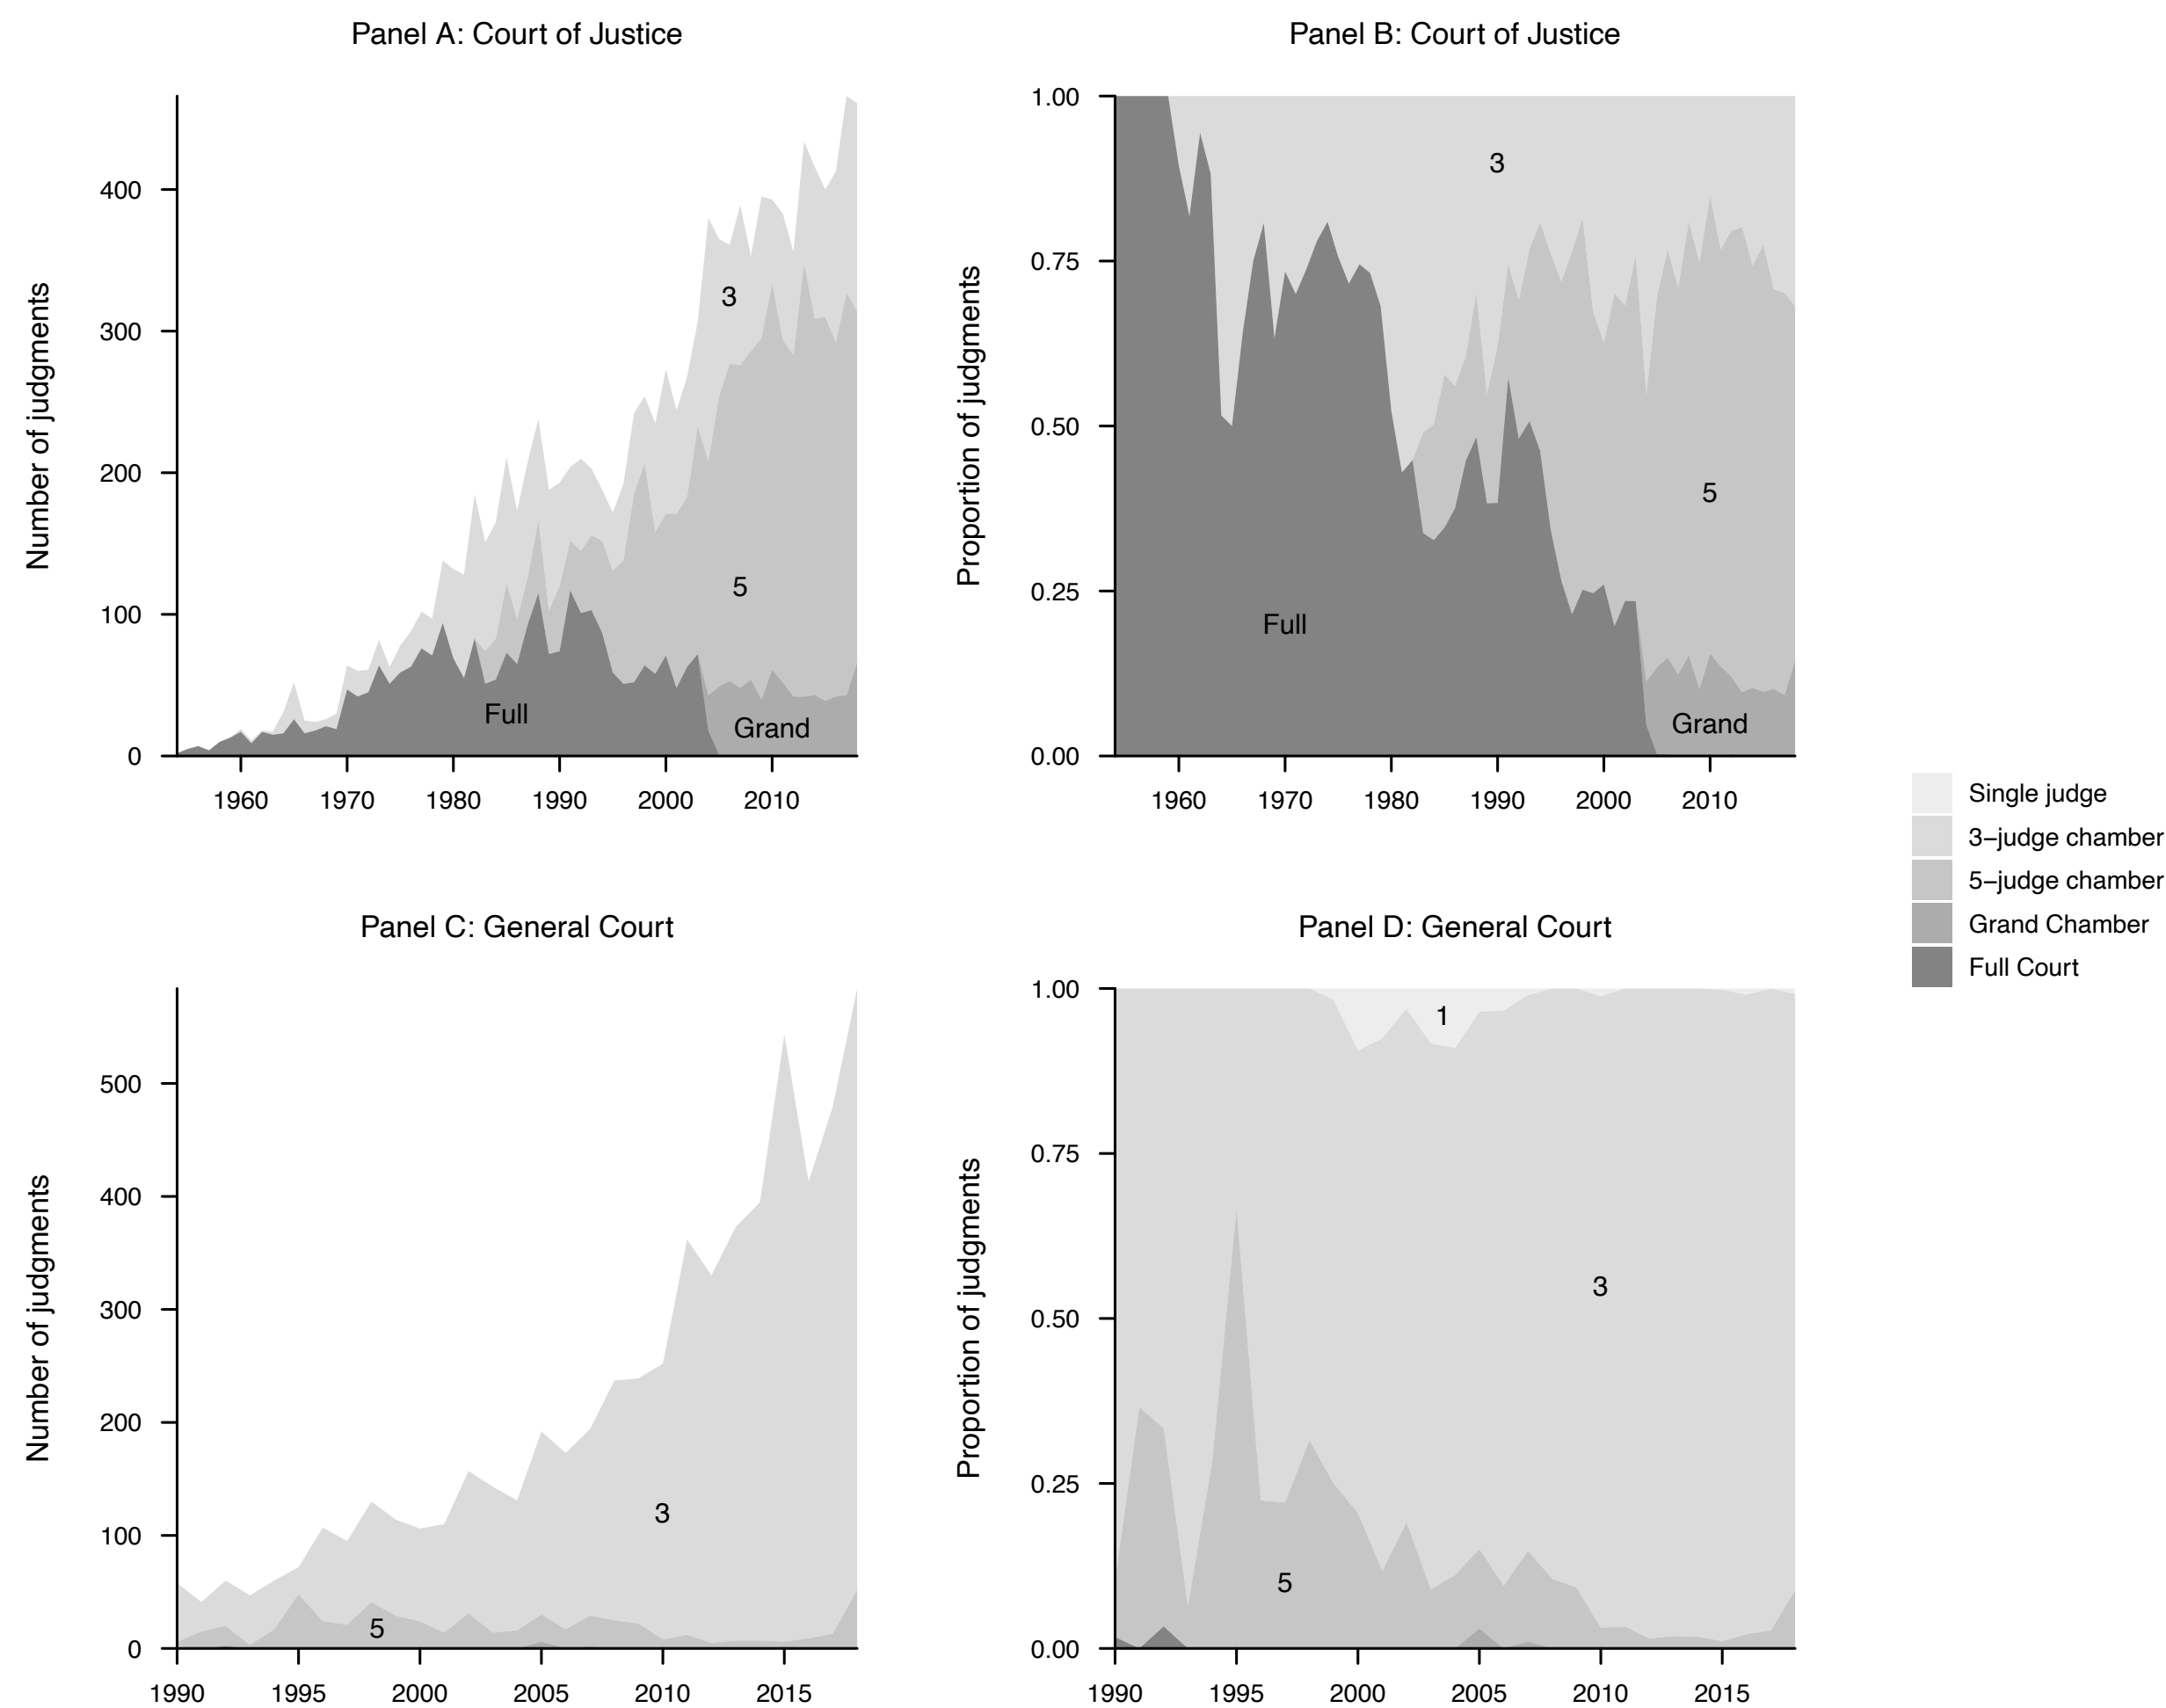 Panel A: Court of Justice
Number of judgments
400
300
200
100
0
3
5
Full
Grand
1960 1970 1980 1990 2000 2010
Panel B: Court of Justice
Proportion of judgments
1.00
0.75
0.50
0.25
0.00
3
5
Full
Grand
1960 1970 1980 1990 2000 2010
Single judge
3–judge chamber
5–judge chamber
Grand Chamber
Full Court
Panel C: General Court
Number of judgments
500
400
300
200
100
0
3
5
1990 1995 2000 2005 2010 2015
Panel D: General Court
Proportion of judgments
1.00
0.75
0.50
0.25
0.00
1
3
5
1990 1995 2000 2005 2010 2015